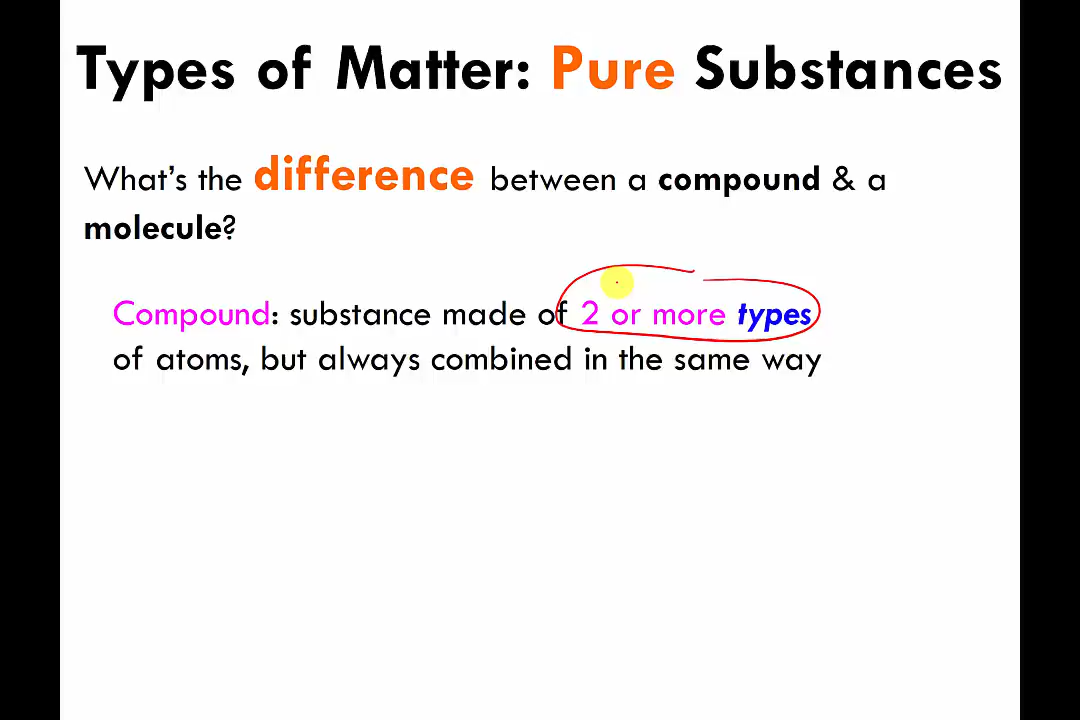 Types of Matter: Pure Substances
What's the difference between a compound & a
molecule?
Compound: substance made of 2 or more types
of atoms, but always combined in the same way